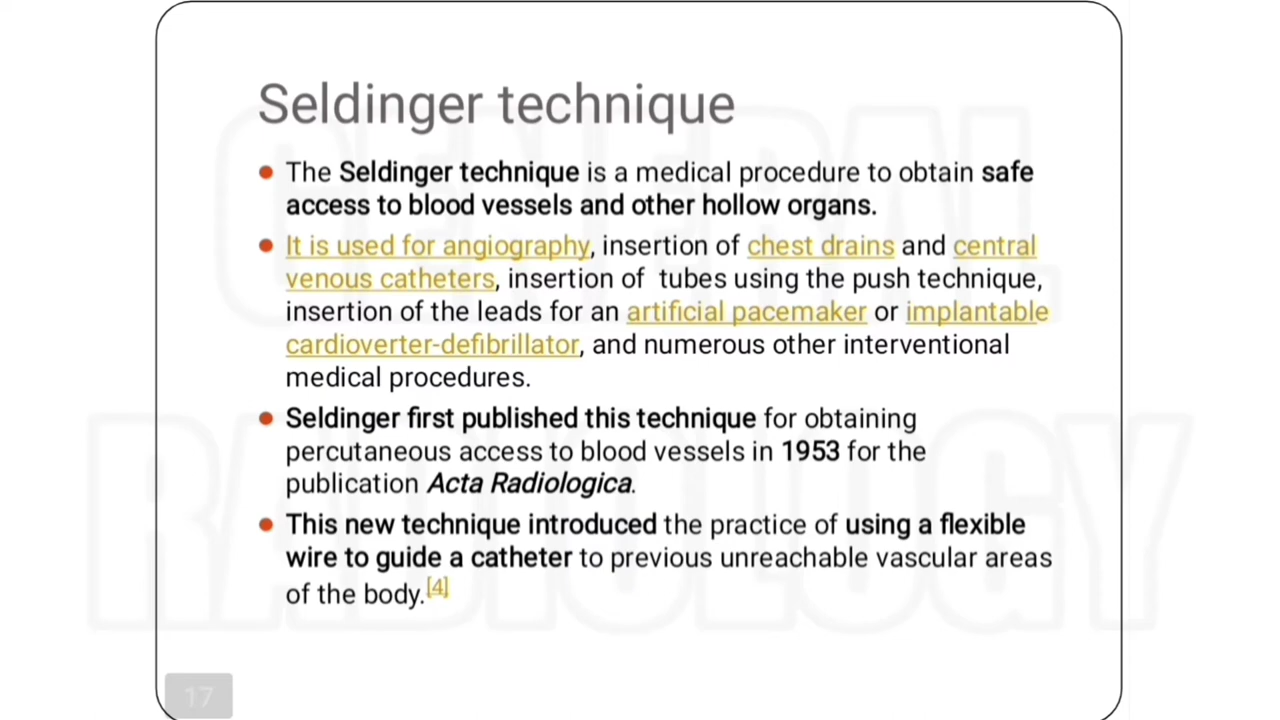 Seldinger technique
The Seldinger technique is a medical procedure to obtain safe
access to blood vessels and other hollow organs.
It is used for angiography, insertion of chest drains and central
venous catheters, insertion of tubes using the push technique,
insertion of the leads for an artificial pacemaker or implantable
cardioverter-defibrillator, and numerous other interventional
medical procedures.
Seldinger first published this technique for obtaining
percutaneous access to blood vessels in 1953 for the
publication Acta Radiologica.
This new technique introduced the practice of using a flexible
wire to guide a catheter to previous unreachable vascular areas
of the body.[4]
17
GENERAL
RADIOLOGY